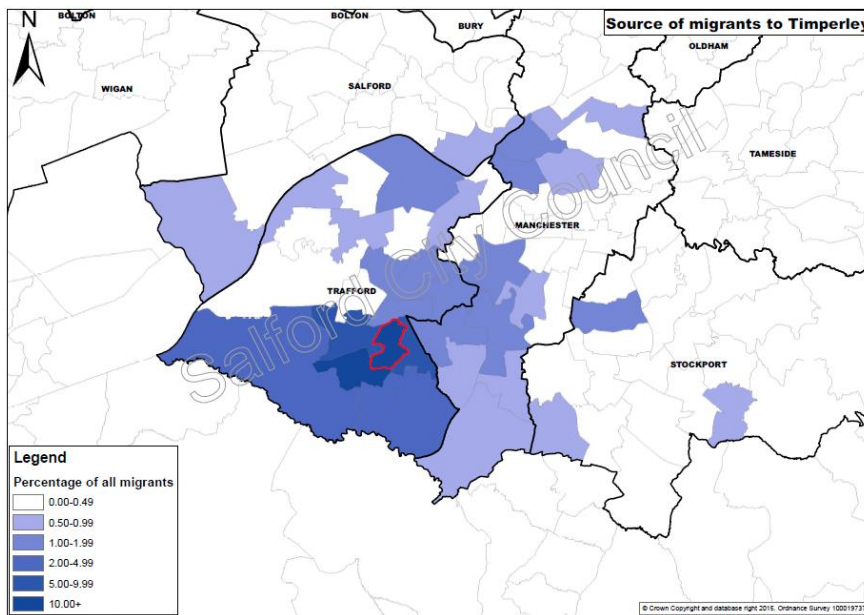 Source of migrants to Timperley
N
BOLTON
BOLTON
BURY
OLDHAM
WIGAN
SALFORD
TAMESIDE
MANCHESTER
TRAFFORD
STOCKPORT
Salford City Council
Legend
Percentage of all migrants
0.00-0.49
0.50-0.99
1.00-1.99
2.00-4.99
5.00-9.99
10.00+
© Crown Copyright and database right 2015. Ordnance Survey 10001973